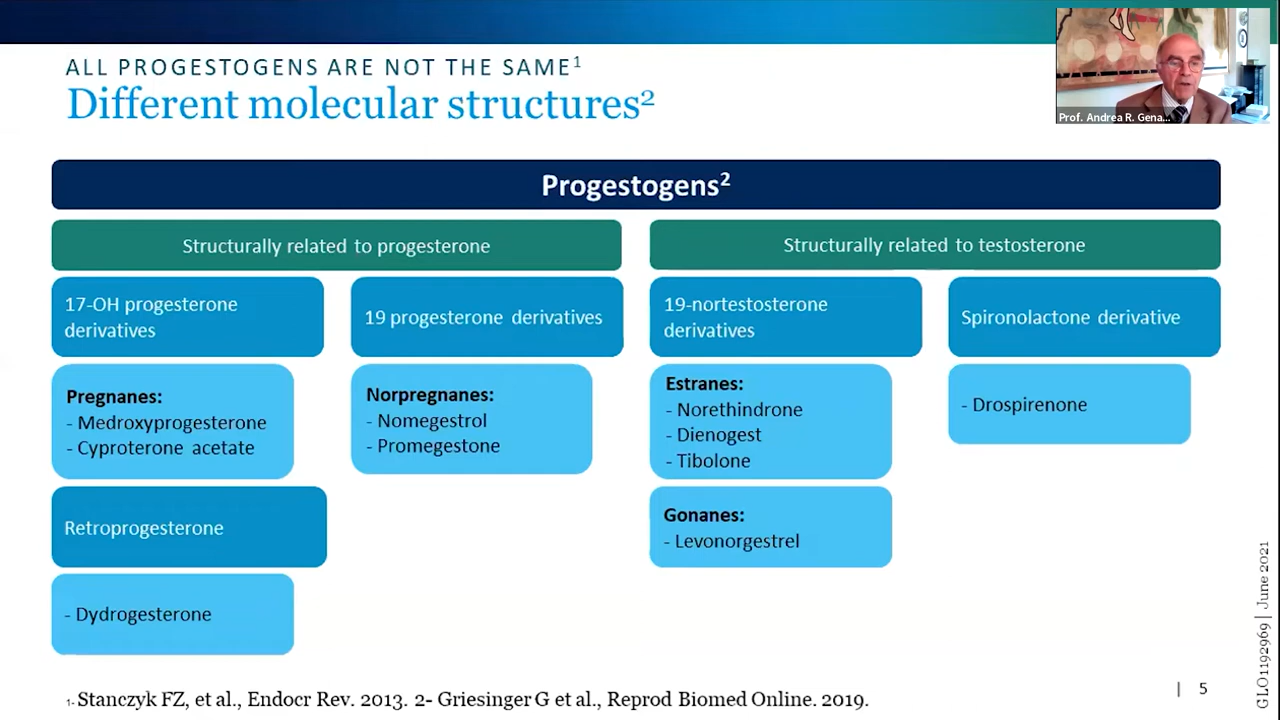 ALL PROGESTOGENS ARE NOT THE SAME¹
Different molecular structures²
Prof. Andrea R. Gena...
Progestogens²
Structurally related to progesterone
Structurally related to testosterone
17-OH progesterone
derivatives
19 progesterone derivatives
19-nortestosterone
derivatives
Spironolactone derivative
Pregnanes:
- Medroxyprogesterone
- Cyproterone acetate
Norpregnanes:
- Nomegestrol
- Promegestone
Estranes:
- Norethindrone
- Dienogest
- Tibolone
- Drospirenone
Retroprogesterone
Gonanes:
- Levonorgestrel
- Dydrogesterone
1- Stanczyk FZ, et al., Endocr Rev. 2013. 2- Griesinger G et al., Reprod Biomed Online. 2019.
| 5
GLO1192969 | June 2021